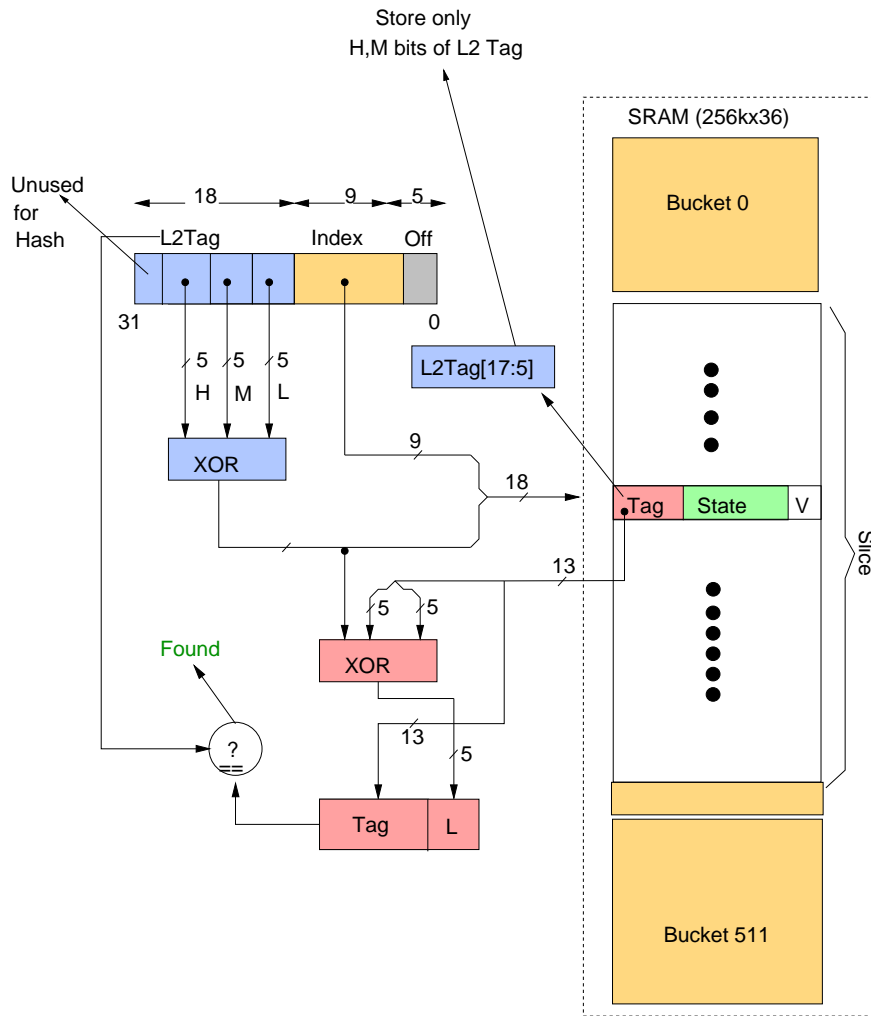 Store only
H,M bits of L2 Tag
SRAM (256kx36)
Bucket 0
Unused
for
Hash
18
9
5
L2Tag
Index
Off
31
0
5
5
5
H
M
L
L2Tag[17:5]
XOR
9
18
Tag
State
V
Slice
13
5
5
XOR
Found
13
5
?
==
Tag
L
Bucket 511